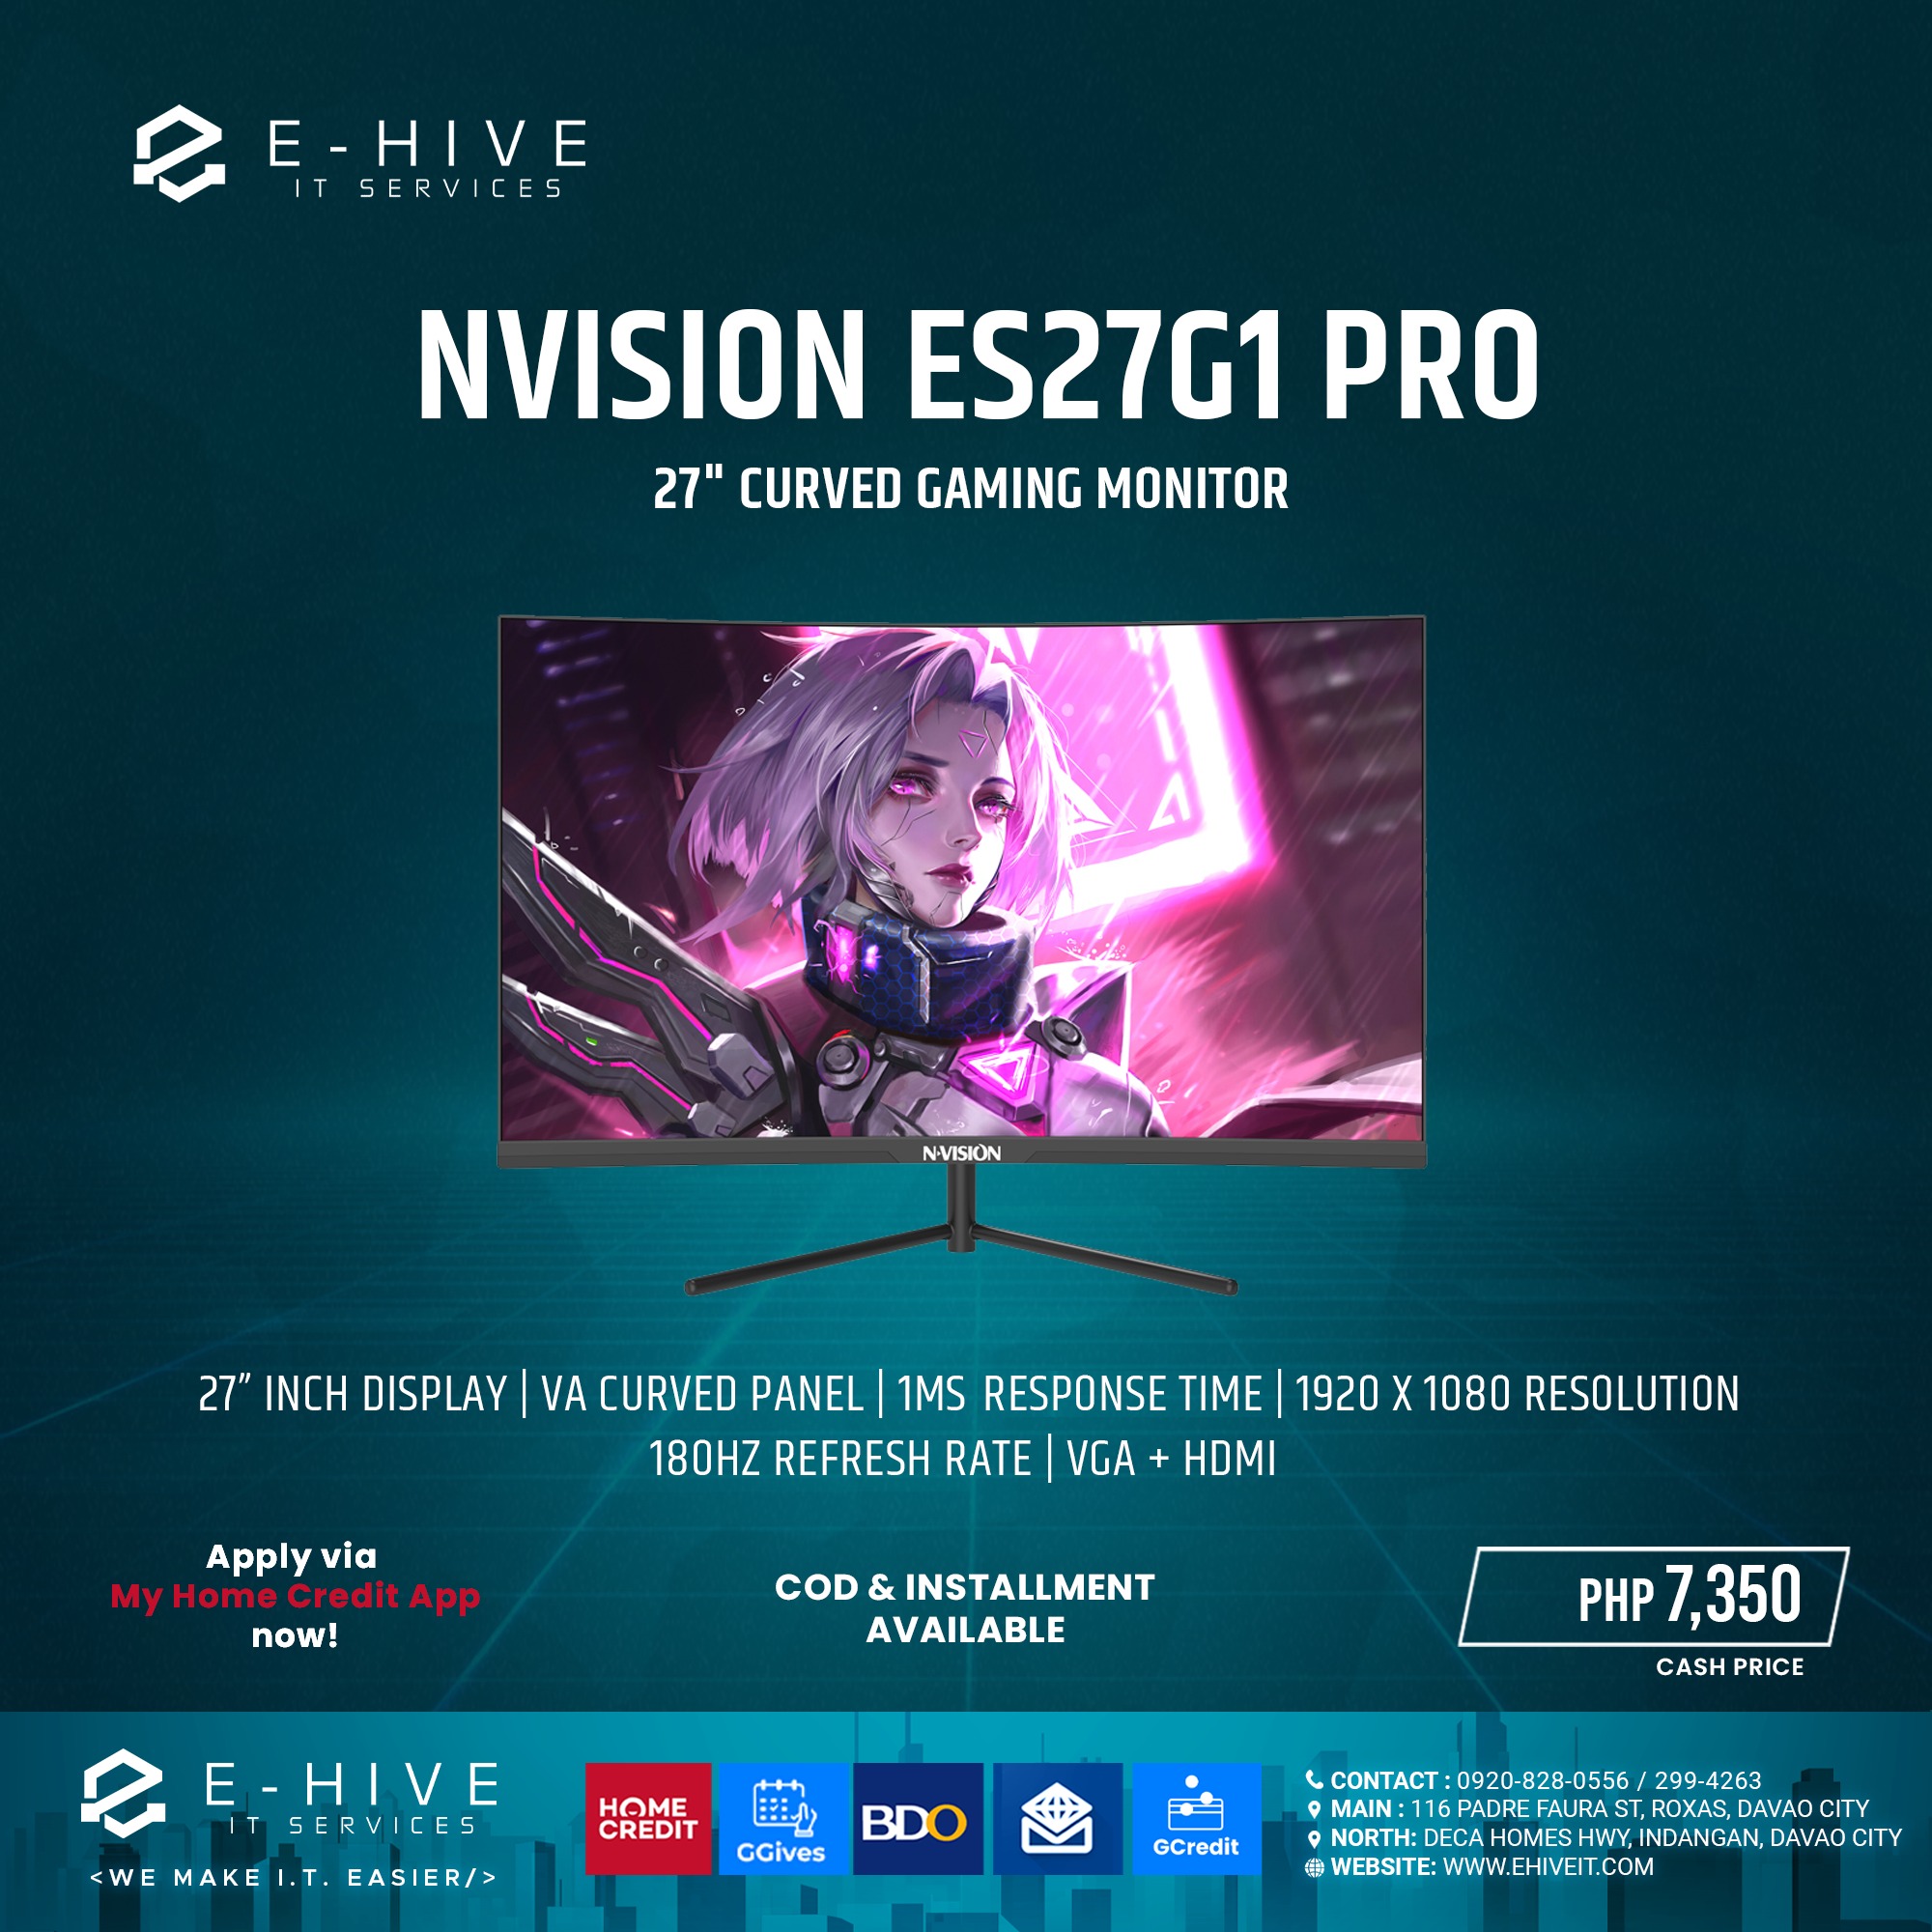 E-HIVE
IT SERVICES
NVISION ES27G1 PRO
27" CURVED GAMING MONITOR
N-VISION
27” INCH DISPLAY | VA CURVED PANEL | 1MS RESPONSE TIME | 1920 X 1080 RESOLUTION
180HZ REFRESH RATE | VGA + HDMI
Apply via
My Home Credit App
now!
COD & INSTALLMENT
AVAILABLE
PHP 7,350
CASH PRICE
E-HIVE
IT SERVICES
<WE MAKE I.T. EASIER/>
HOME
CREDIT
GGives
BDO
GCredit
CONTACT : 0920-828-0556 / 299-4263
MAIN : 116 PADRE FAURA ST, ROXAS, DAVAO CITY
NORTH: DECA HOMES HWY, INDANGAN, DAVAO CITY
WEBSITE: WWW.EHIVEIT.COM